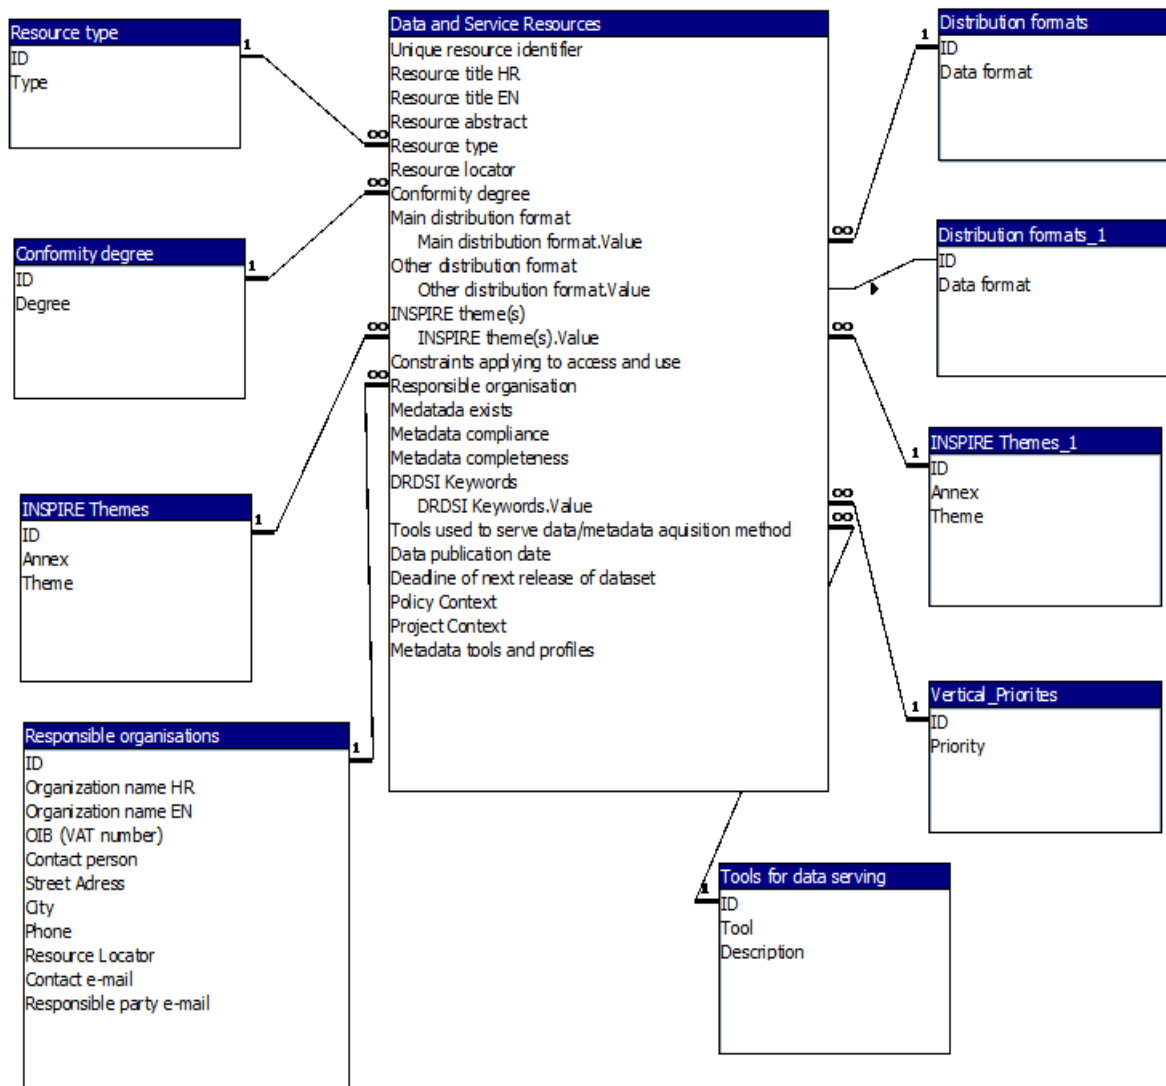 Resource type
ID
Type
Conformity degree
ID
Degree
INSPIRE Themes
ID
Annex
Theme
Responsible organisations
ID
Organization name HR
Organization name EN
OIB (VAT number)
Contact person
Street Adress
City
Phone
Resource Locator
Contact e-mail
Responsible party e-mail
1
1
1
1
∞
∞
∞
∞
Data and Service Resources
Unique resource identifier
Resource title HR
Resource title EN
Resource abstract
Resource type
Resource locator
Conformity degree
Main distribution format
Main distribution format.Value
Other distribution format
Other distribution format.Value
INSPIRE theme(s)
INSPIRE theme(s).Value
Constraints applying to access and use
Responsible organisation
Medatada exists
Metadata compliance
Metadata completeness
DRDSI Keywords
DRDSI Keywords.Value
Tools used to serve data/metadata aquisition method
Data publication date
Deadline of next release of dataset
Policy Context
Project Context
Metadata tools and profiles
∞
∞
∞
∞
1
1
1
1
Distribution formats
ID
Data format
Distribution formats_1
ID
Data format
INSPIRE Themes_1
ID
Annex
Theme
Vertical_Priorites
ID
Priority
Tools for data serving
ID
Tool
Description